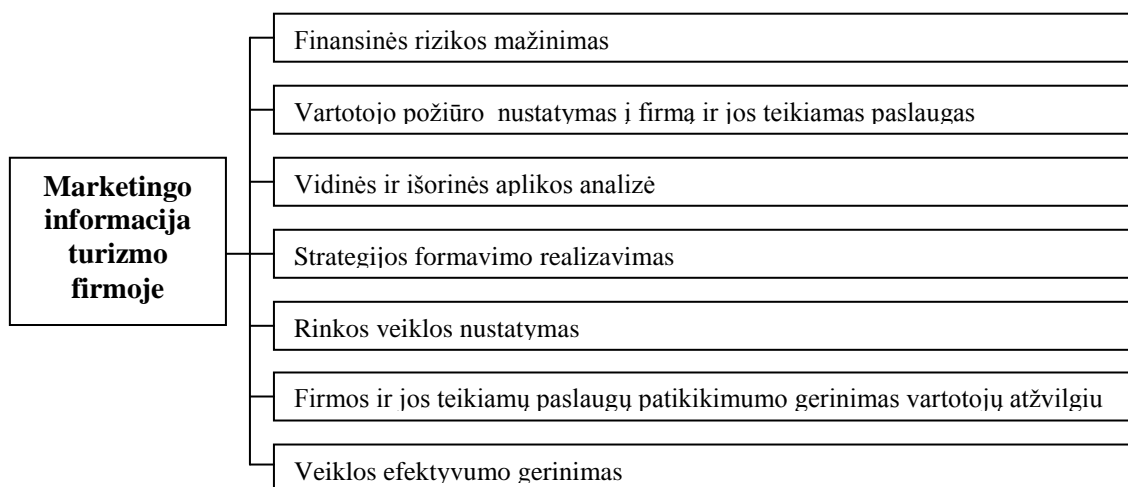 Finansinės rizikos mažinimas
Vartotojo požiūro nustatymas į firmą ir jos teikiamas paslaugas
Vidinės ir išorinės aplikos analizė
Marketingo
informacija
turizmo
firmoje
Strategijos formavimo realizavimas
Rinkos veiklos nustatymas
Firmos ir jos teikiamų paslaugų patikikimumo gerinimas vartotojų atžvilgiu
Veiklos efektyvumo gerinimas